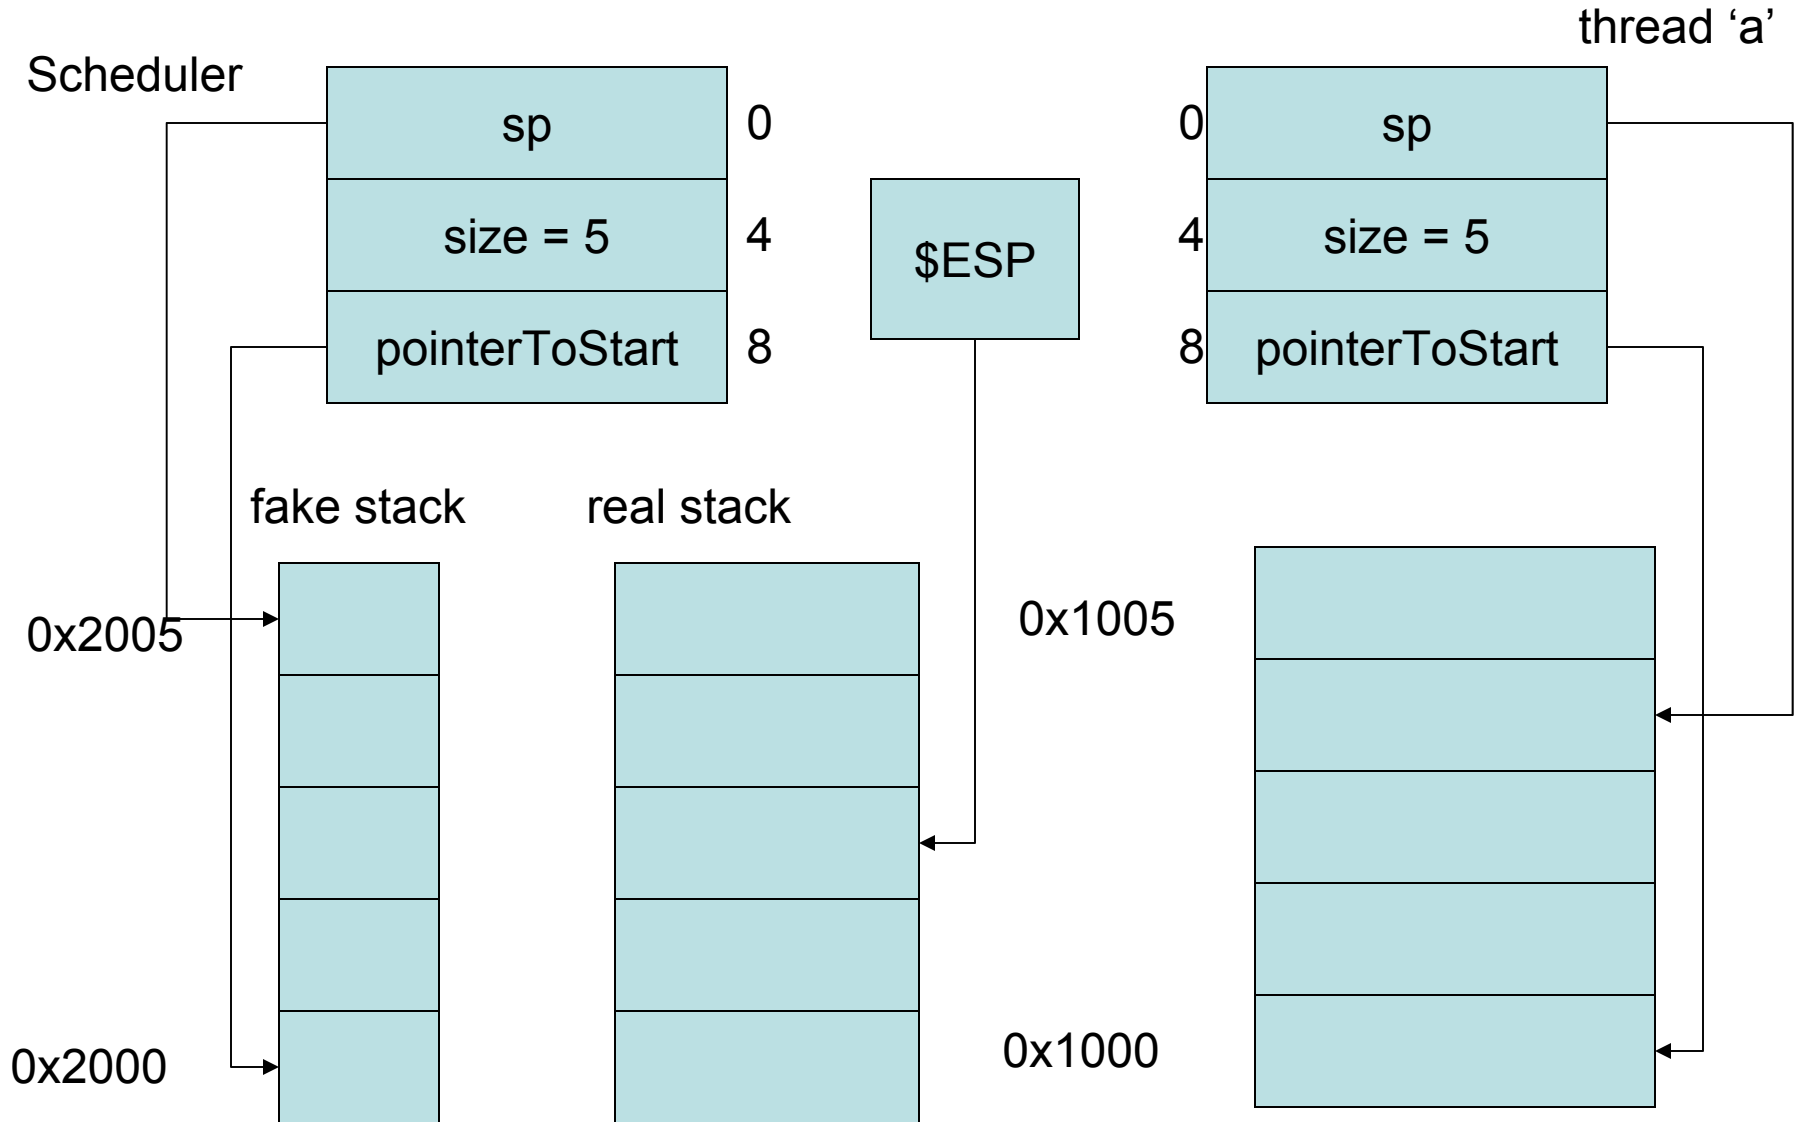 thread ‘a’
Scheduler
sp
0
size = 5
4
pointerToStart
8
$ESP
0
sp
4
size = 5
8
pointerToStart
fake stack
real stack
0x2005
0x2000
0x1005
0x1000